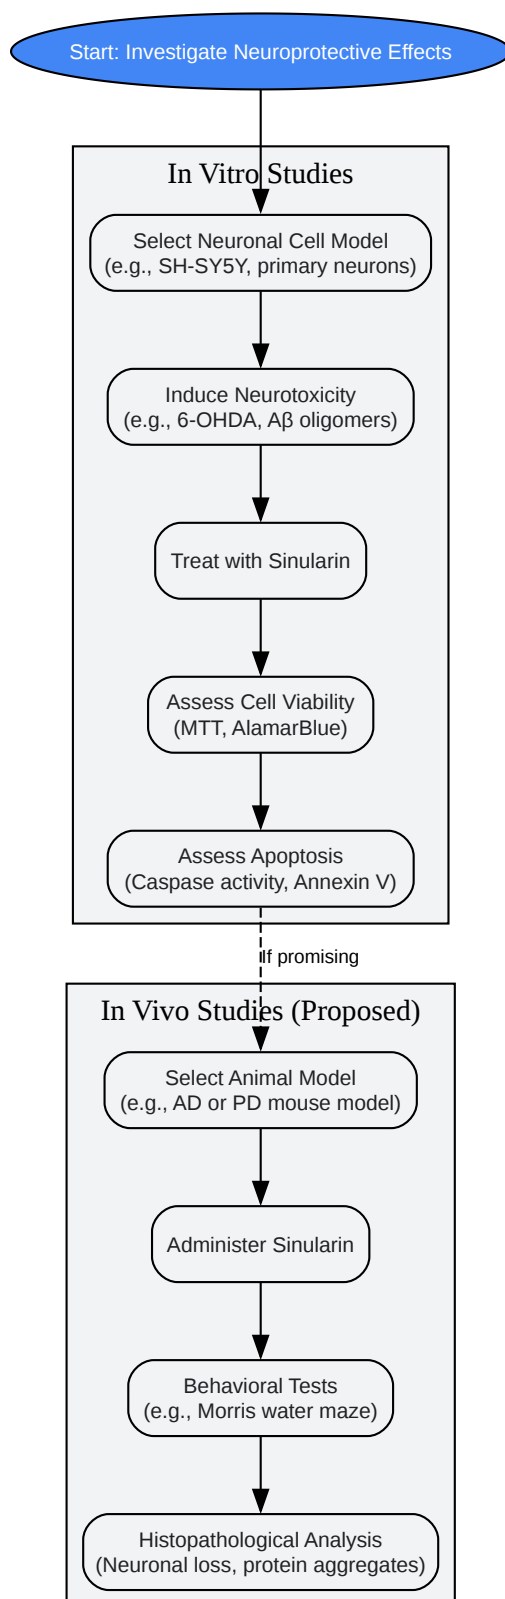 Start: Investigate Neuroprotective Effects
In Vitro Studies
Select Neuronal Cell Model
(e.g., SH-SY5Y, primary neurons)
Induce Neurotoxicity
(e.g., 6-OHDA, Aβ oligomers)
Treat with Sinularin
Assess Cell Viability
(MTT, AlamarBlue)
Assess Apoptosis
(Caspase activity, Annexin V)
If promising
In Vivo Studies (Proposed)
Select Animal Model
(e.g., AD or PD mouse model)
Administer Sinularin
Behavioral Tests
(e.g., Morris water maze)
Histopathological Analysis
(Neuronal loss, protein aggregates)